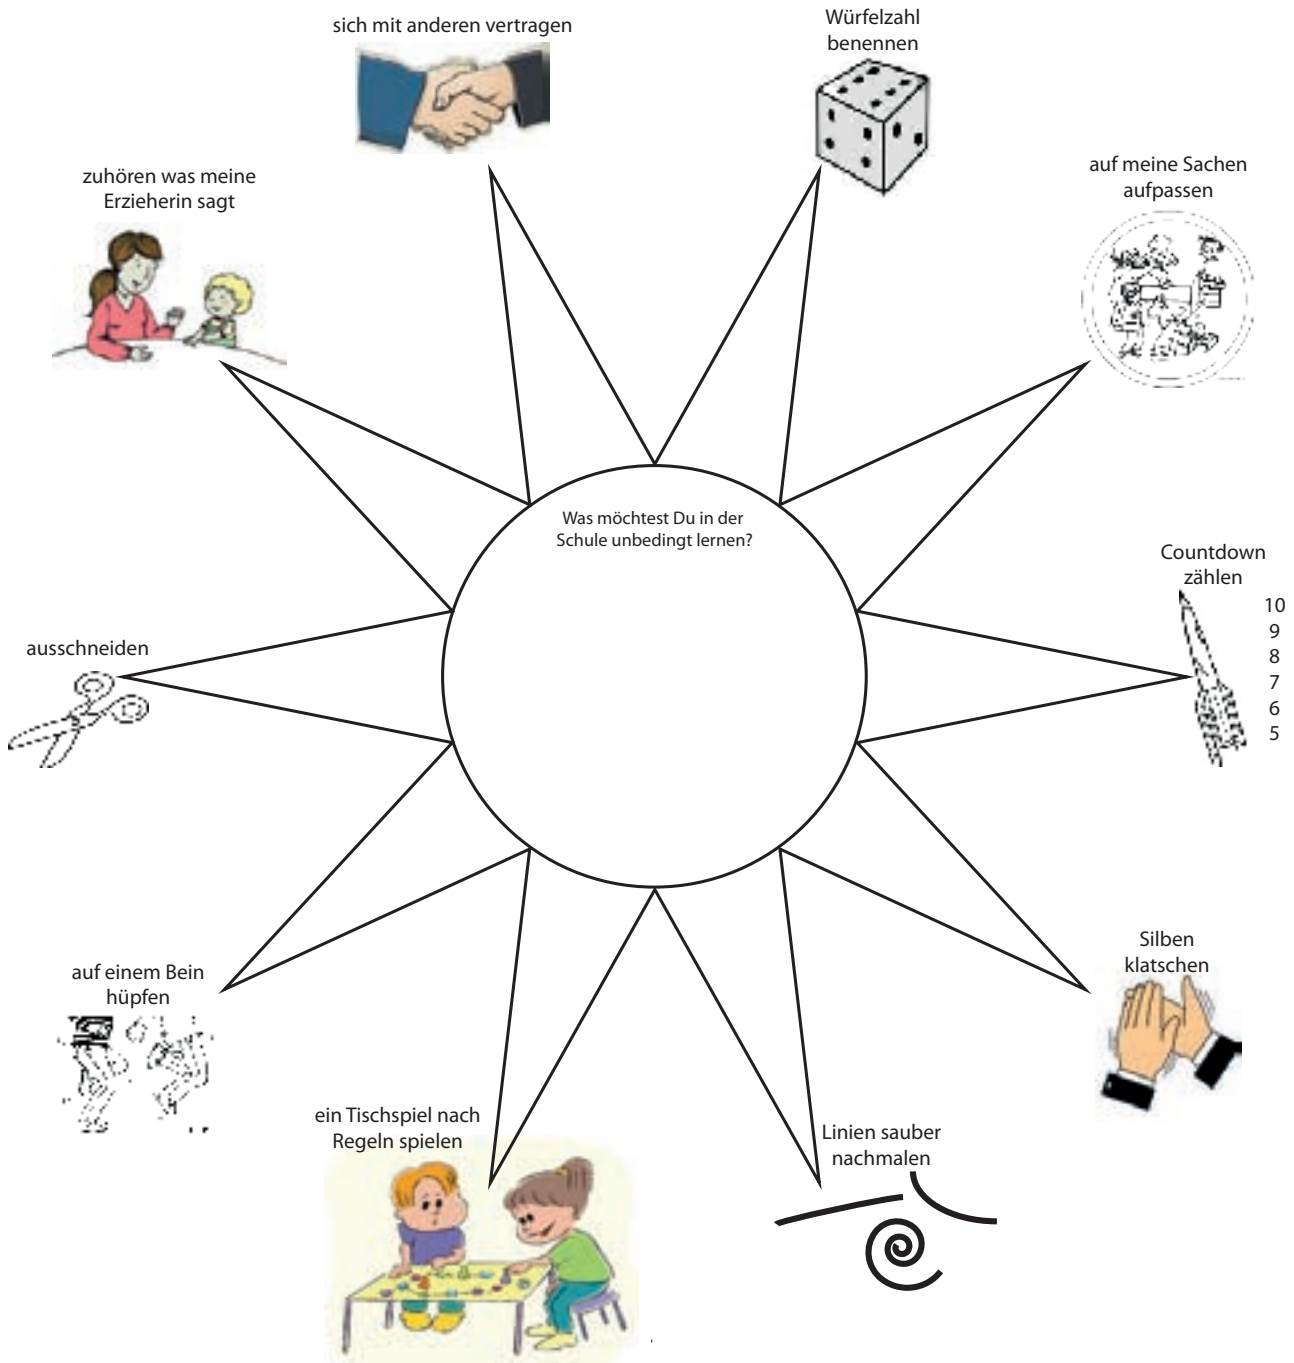 sich mit anderen vertragen
Würfelzahl
benennen
zuhören was meine
Erzieherin sagt
auf meine Sachen
aufpassen
Was möchtest Du in der
Schule unbedingt lernen?
Countdown
zählen
10
9
8
7
6
5
ausschneiden
auf einem Bein
hüpfen
Silben
klatschen
ein Tischspiel nach
Regeln spielen
Linien sauber
nachmalen